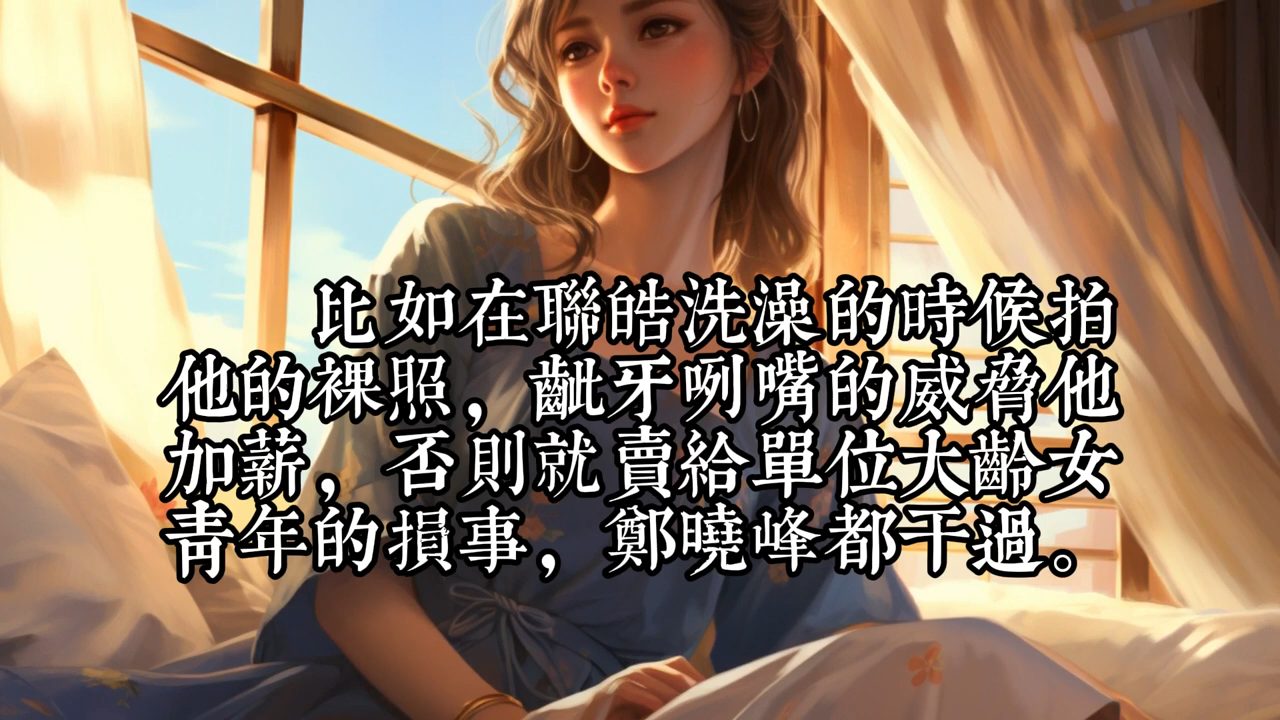 比如在聯皓洗澡的時候拍
他的裸照，齜牙咧嘴的威脅他
加薪，否則就賣給單位大齡女
青年的損事，鄭曉峰都干過。